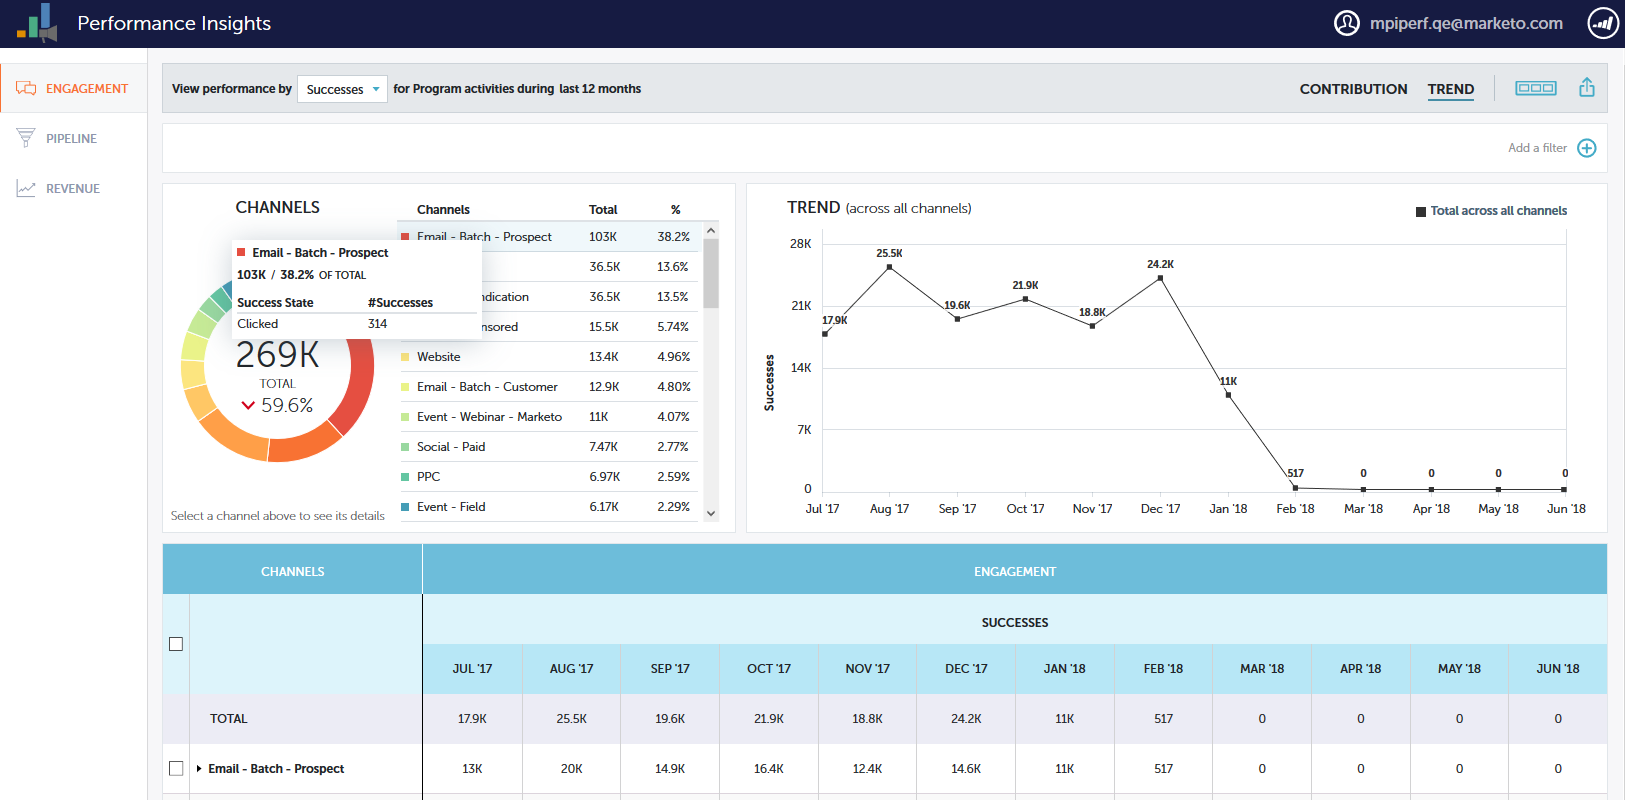 Performance Insights
mpiperf.qe@marketo.com
ENGAGEMENT
PIPELINE
REVENUE
View performance by Successes for Program activities during last 12 months
CONTRIBUTION TREND
Add a filter
CHANNELS
Channels Total %
Email - Batch - Prospect 103K 38.2%
36.5K 13.6%
ndication 36.5K 13.5%
nsored 15.5K 5.74%
Website 13.4K 4.96%
Email - Batch - Customer 12.9K 4.80%
Event - Webinar - Marketo 11K 4.07%
Social - Paid 7.47K 2.77%
PPC 6.97K 2.59%
Event - Field 6.17K 2.29%
Email - Batch - Prospect
103K / 38.2% OF TOTAL
Success State #Successes
Clicked 314
269K
TOTAL
59.6%
Select a channel above to see its details
TREND (across all channels)
Total across all channels
Successes
28K
21K
14K
7K
0
17.9K 25.5K 19.6K 21.9K 18.8K 24.2K 11K 517 0 0 0 0
Jul '17 Aug '17 Sep '17 Oct '17 Nov '17 Dec '17 Jan '18 Feb '18 Mar '18 Apr '18 May '18 Jun '18
CHANNELS ENGAGEMENT
SUCCESSES
JUL '17 AUG '17 SEP '17 OCT '17 NOV '17 DEC '17 JAN '18 FEB '18 MAR '18 APR '18 MAY '18 JUN '18
TOTAL 17.9K 25.5K 19.6K 21.9K 18.8K 24.2K 11K 517 0 0 0 0
Email - Batch - Prospect 13K 20K 14.9K 16.4K 12.4K 14.6K 11K 517 0 0 0 0